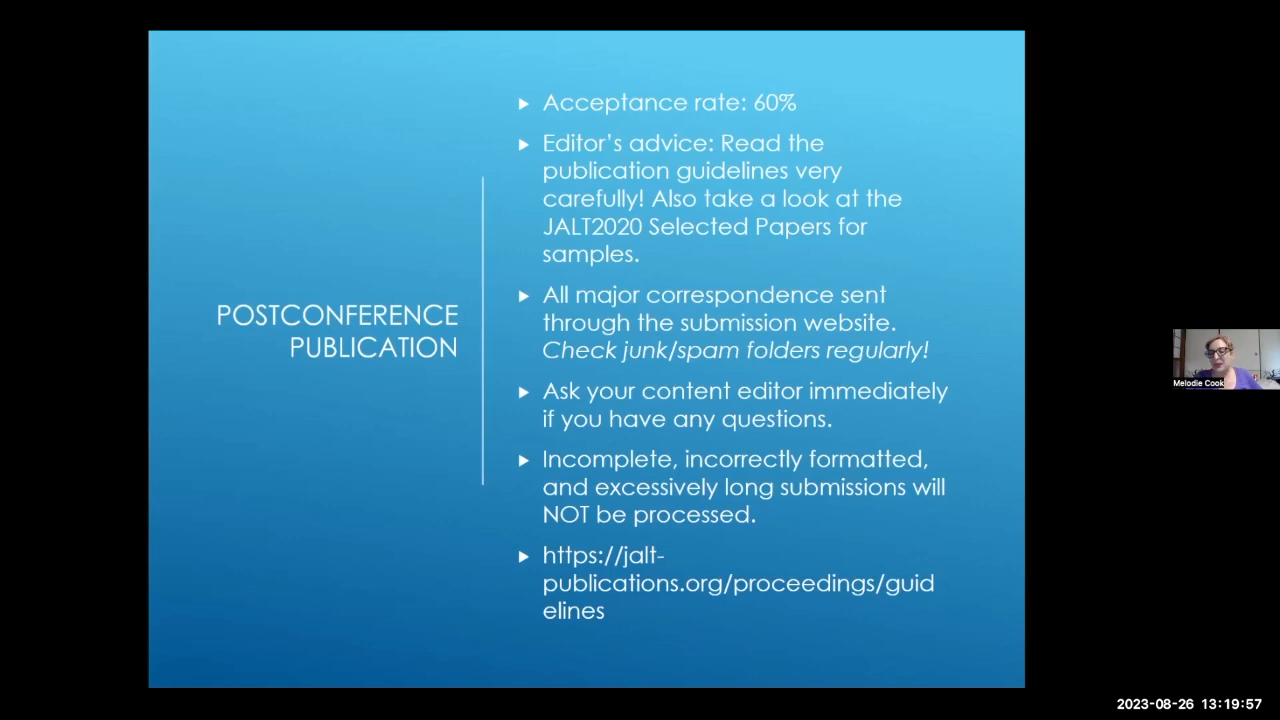 POSTCONFERENCE
PUBLICATION
Acceptance rate: 60%
Editor's advice: Read the
publication guidelines very
carefully! Also take a look at the
JALT2020 Selected Papers for
samples.
All major correspondence sent
through the submission website.
Check junk/spam folders regularly!
Ask your content editor immediately
if you have any questions.
Incomplete, incorrectly formatted,
and excessively long submissions will
NOT be processed.
https://jalt-
publications.org/proceedings/guid
elines
Melodie Cook
2023-08-26 13:19:57